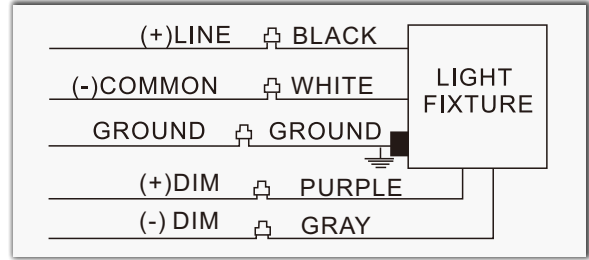 (+)LINE BLACK
(-)COMMON WHITE
GROUND GROUND
(+)DIM PURPLE
(-) DIM GRAY
LIGHT
FIXTURE